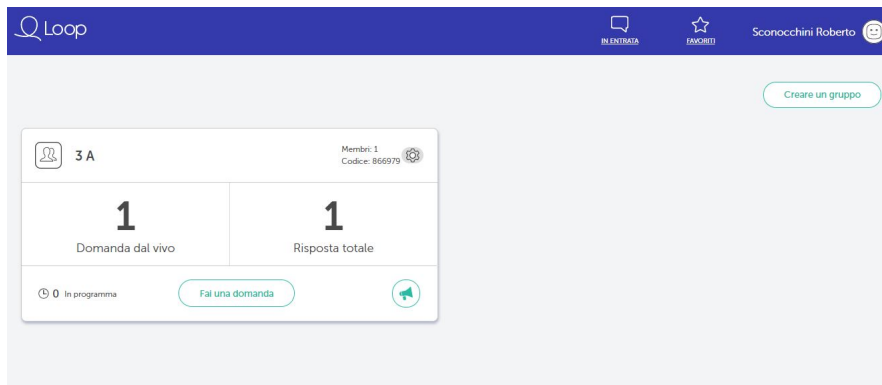 Loop
IN ENTRATA
FAVORITI
Sconocchini Roberto
Creare un gruppo
3 A
Membri: 1
Codice: 866979
1
Domanda dal vivo
1
Risposta totale
0 In programma
Fai una domanda